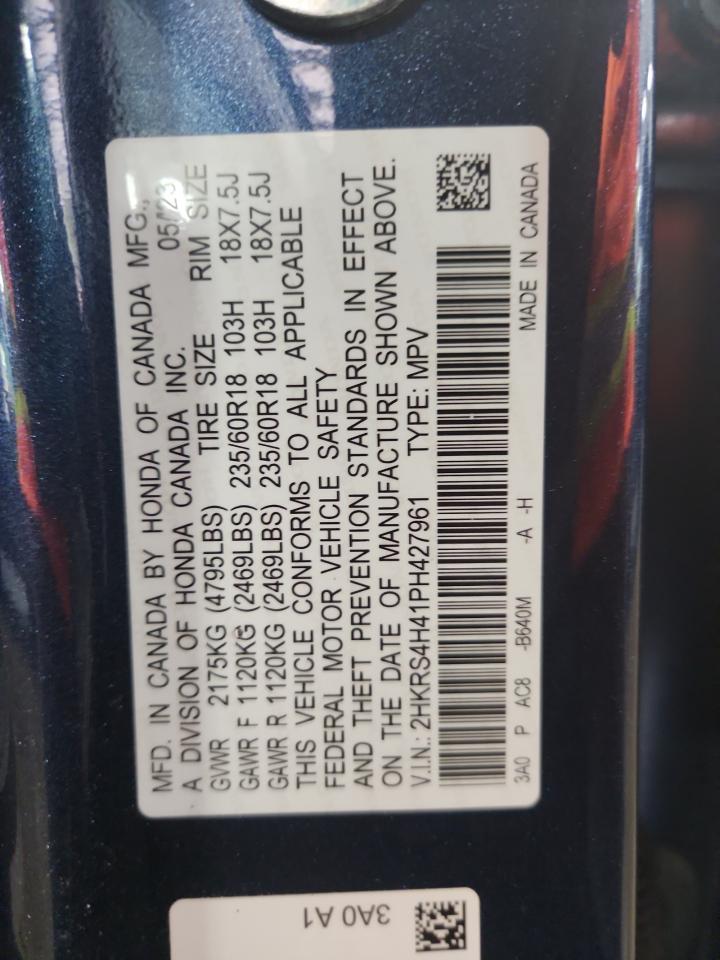 MFD. IN CANADA BY HONDA OF CANADA MFG.,
A DIVISION OF HONDA CANADA INC. 05/23
GVWR 2175KG (4795LBS) TIRE SIZE RIM SIZE
GAWR F 1120KG (2469LBS) 235/60R18 103H 18X7.5J
GAWR R 1120KG (2469LBS) 235/60R18 103H 18X7.5J
THIS VEHICLE CONFORMS TO ALL APPLICABLE
FEDERAL MOTOR VEHICLE SAFETY
AND THEFT PREVENTION STANDARDS IN EFFECT
ON THE DATE OF MANUFACTURE SHOWN ABOVE.
V.I.N.: 2HKRS4H41PH427961 TYPE: MPV
3A0 P AC8 -B640M -A -H MADE IN CANADA
3A0 A1